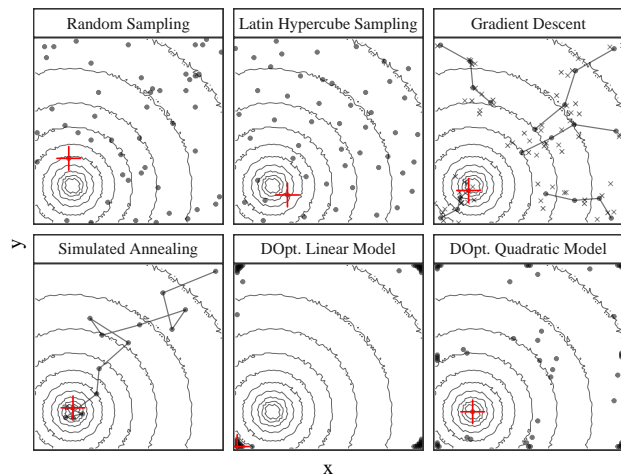 Random Sampling
Latin Hypercube Sampling
Gradient Descent
y
Simulated Annealing
DOpt. Linear Model
DOpt. Quadratic Model
x